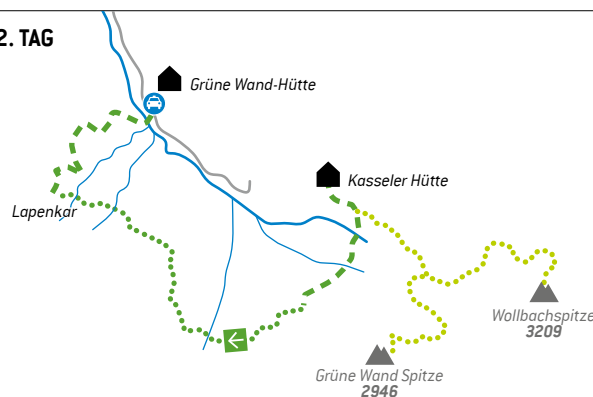 2. TAG
Grüne Wand-Hütte
Kasseler Hütte
Lapenkar
Wollbachspitze
3209
Grüne Wand Spitze
2946